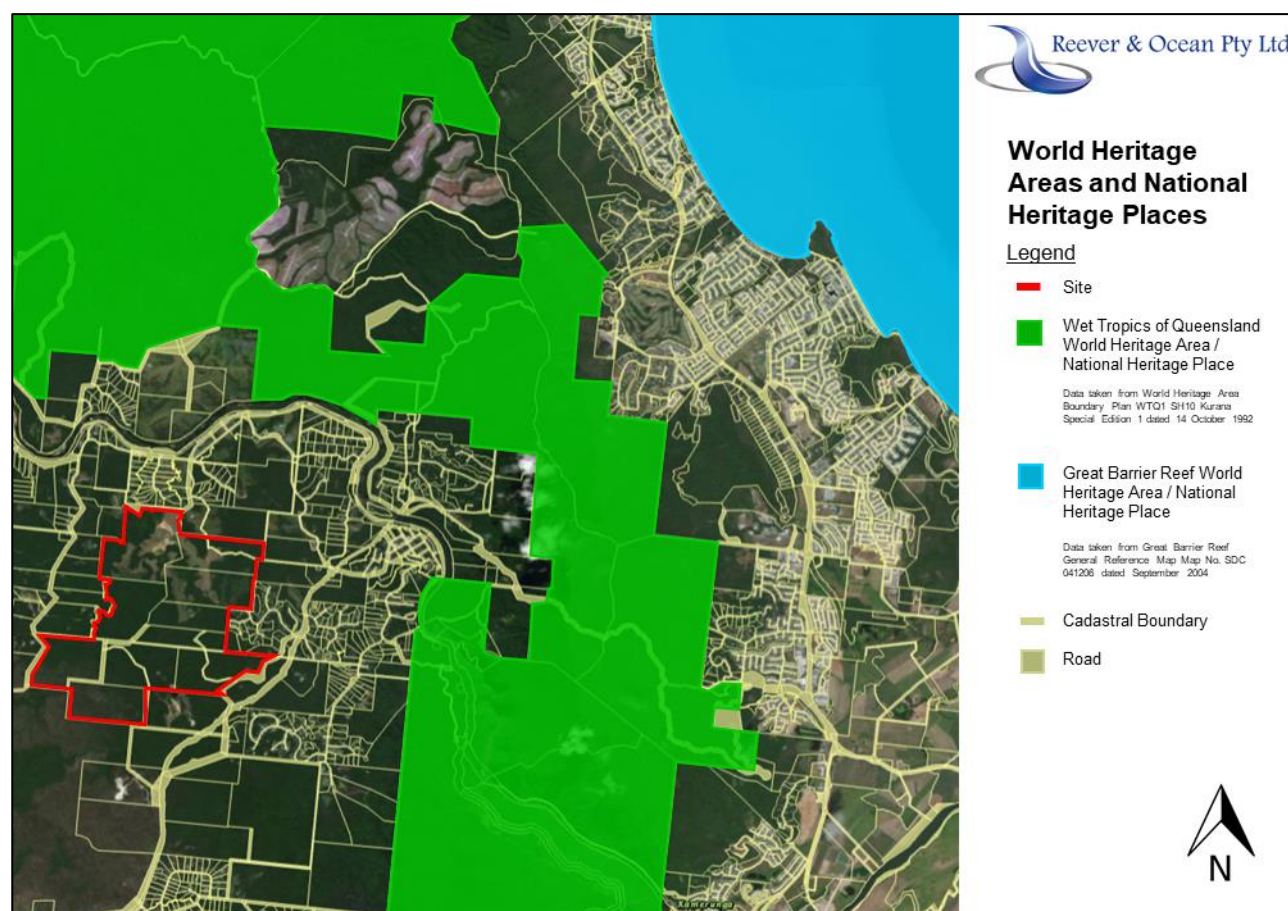 Reever & Ocean Pty Ltd
World Heritage
Areas and National
Heritage Places
Legend
Site
Wet Tropics of Queensland
World Heritage Area /
National Heritage Place
Data taken from World Heritage Area
Boundary Plan WTQ1 SH10 Kurana
Special Edition 1 dated 14 October 1992
Great Barrier Reef World
Heritage Area / National
Heritage Place
Data taken from Great Barrier Reef
General Reference Map Map No. SDC
041206 dated September 2004
Cadastral Boundary
Road
N
Kamerunga